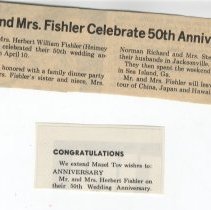 nd Mrs. Fishler Celebrate 50th Anniv
Mrs. Herbert William Fishler (Heimey
celebrated their 50th wedding an-
n April 10.
honored with a family dinner party
s. Fishler's sister and niece, Mrs.
Norman Richard and Mrs. Ste
their husbands in Jacksonville.
They then spent the weekend
in Sea Island, Ga.
Mr. and Mrs. Fishler will leav
tour of China, Japan and Hawai
CONGRATULATIONS
We extend Masel Tov wishes to:
ANNIVERSARY
Mr. and Mrs. Herbert Fishler on
their 50th Wedding Anniversary